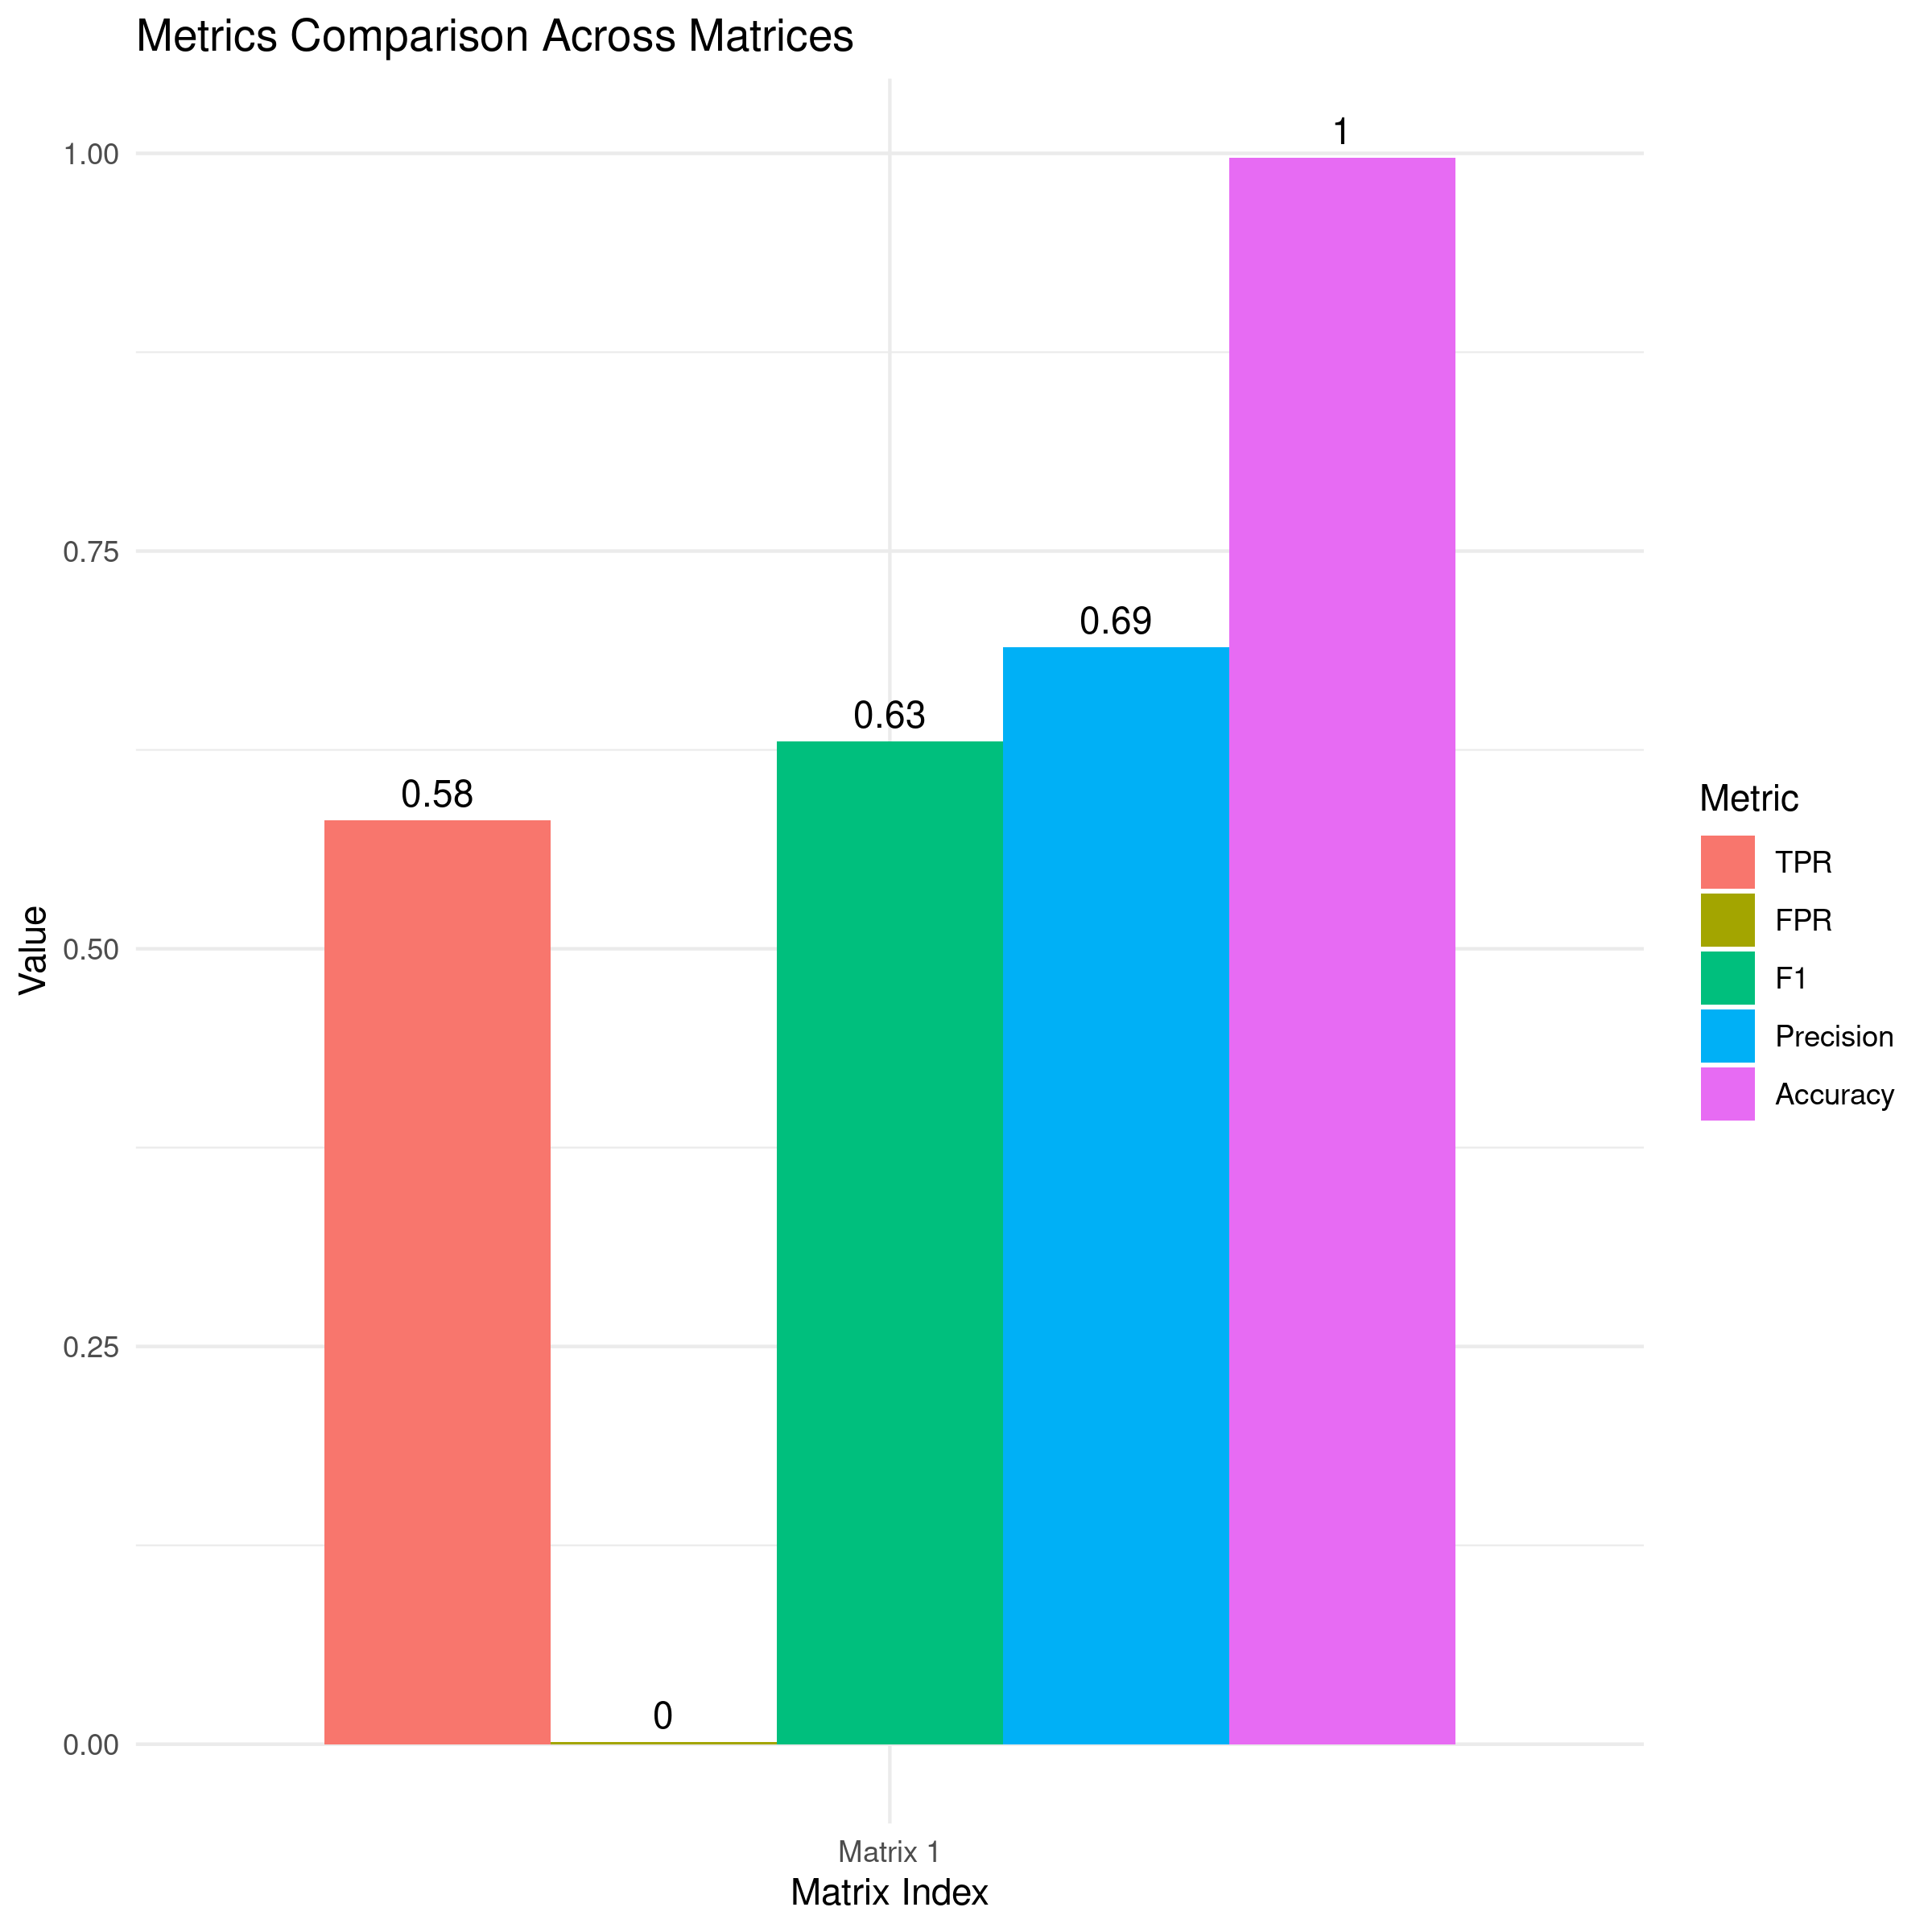 Metrics Comparison Across Matrices
1.00
0.75
0.50
0.25
0.00
Value
0.58
0
0.63
0.69
1
Matrix 1
Matrix Index
Metric
TPR
FPR
F1
Precision
Accuracy